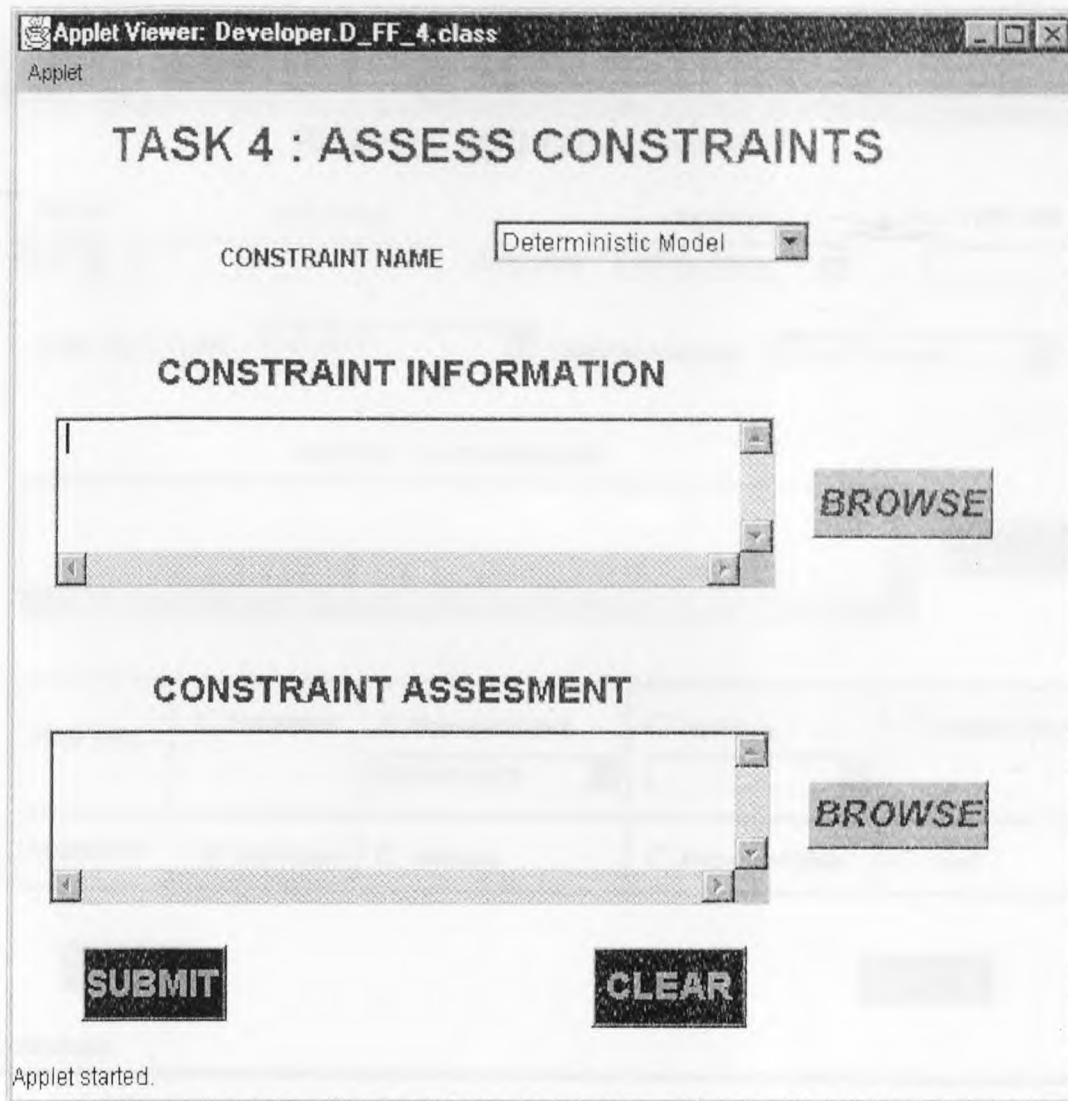 Applet Viewer: Developer.D_FF_4.class
Applet
TASK 4 : ASSESS CONSTRAINTS
CONSTRAINT NAME Deterministic Model
CONSTRAINT INFORMATION
BROWSE
CONSTRAINT ASSESMENT
BROWSE
SUBMIT CLEAR
Applet started.